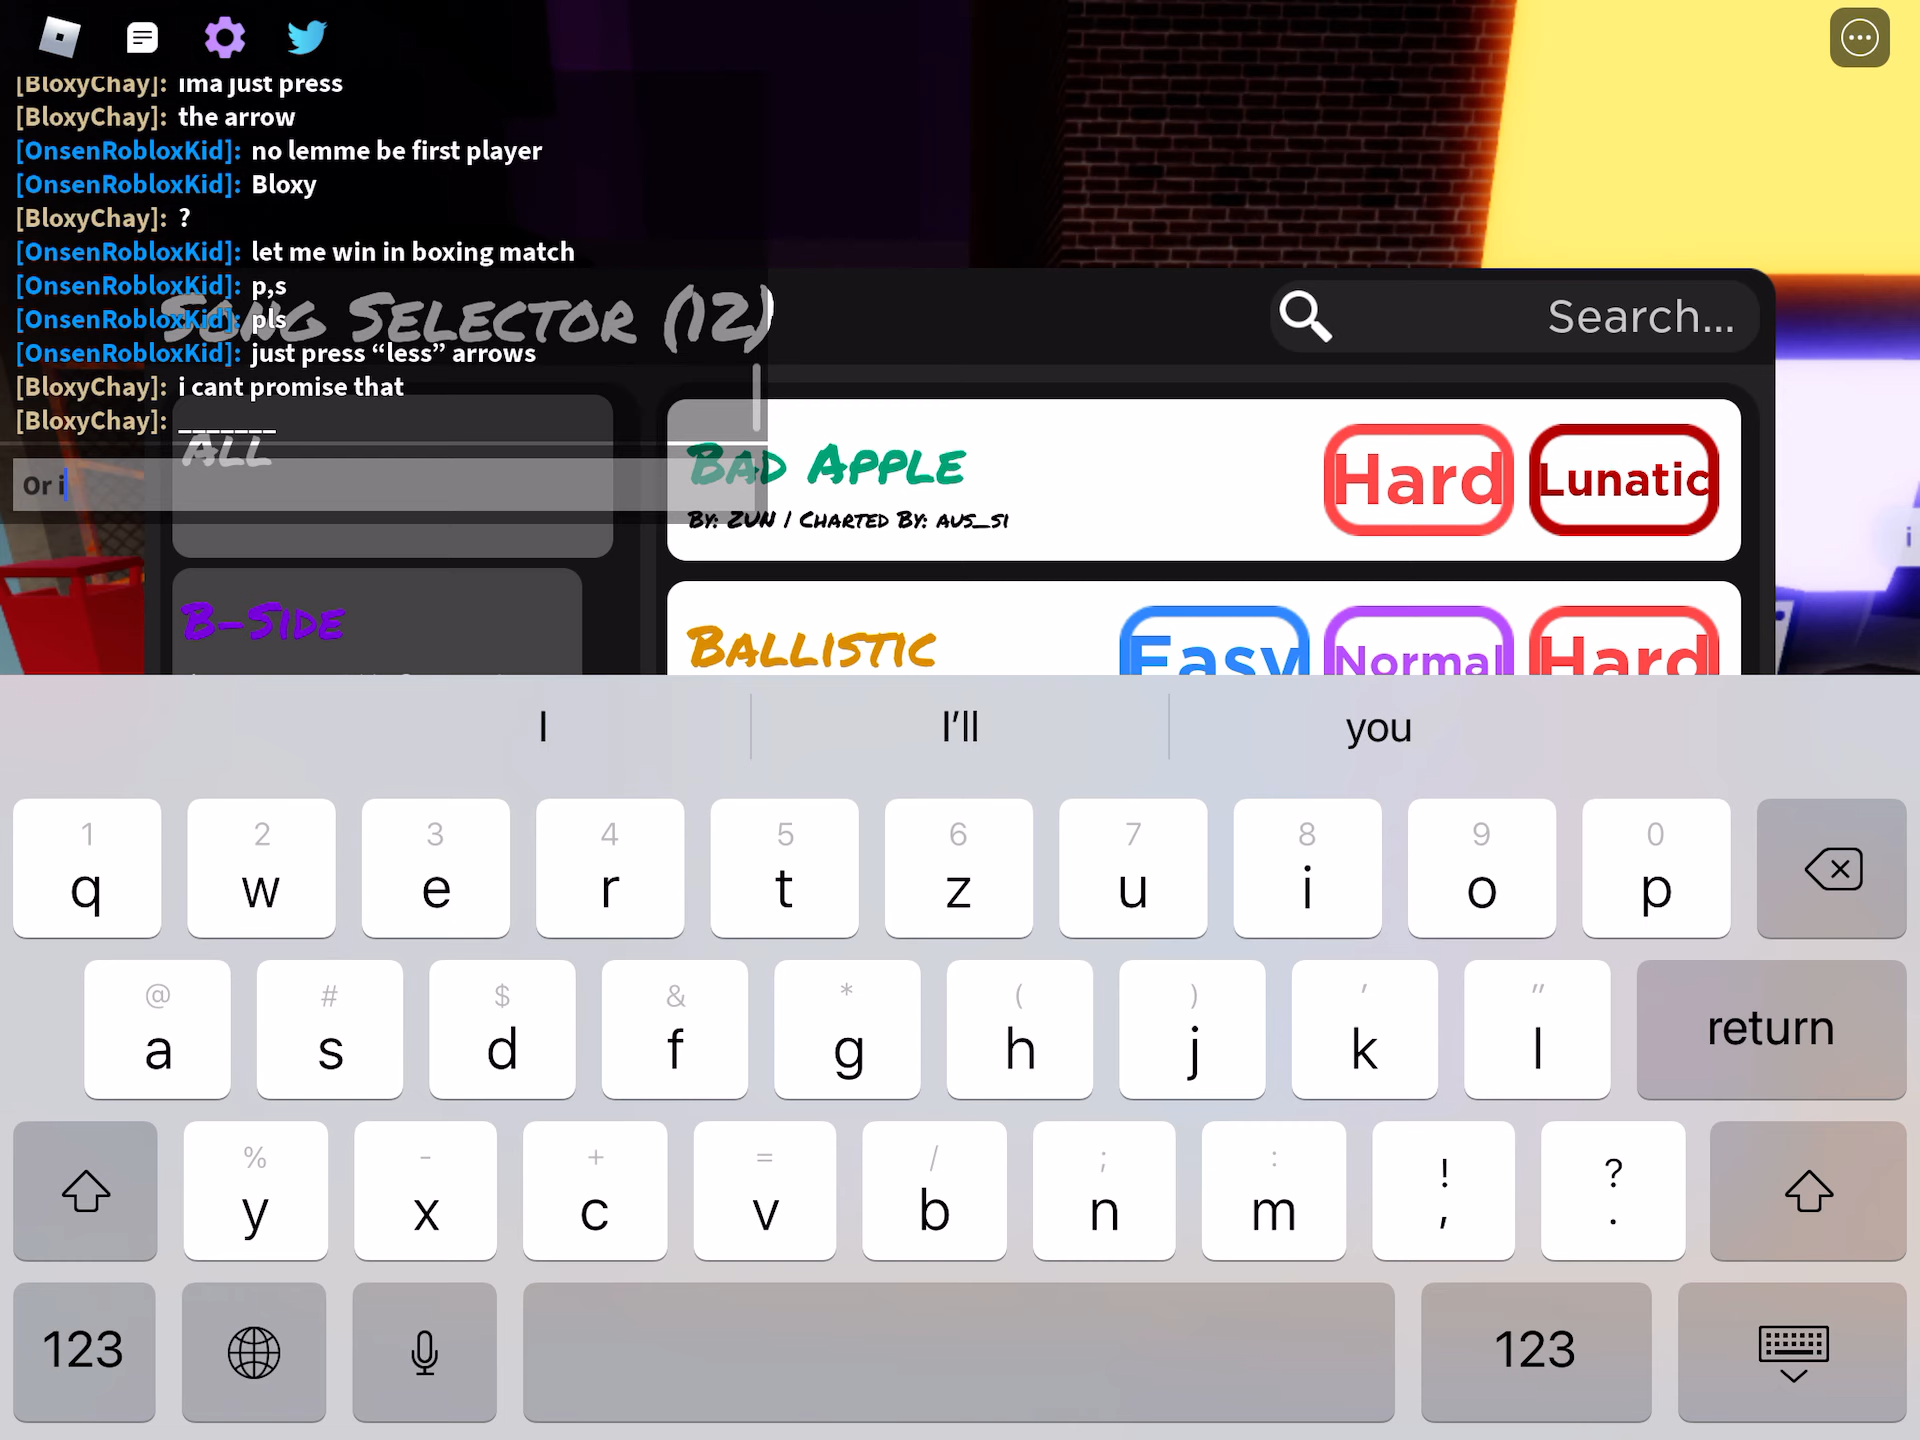 [BloxyChay]: ima just press
[BloxyChay]: the arrow
[OnsenRobloxKid]: no lemme be first player
[OnsenRobloxKid]: Bloxy
[BloxyChay]: ?
[OnsenRobloxKid]: let me win in boxing match
[OnsenRobloxKid]: p,s
[OnsenRobloxKid]: pls
[OnsenRobloxKid]: just press “less” arrows
[BloxyChay]: i cant promise that
[BloxyChay]: _______
Or i
Song Selector (12)
Search...
All
B-Side
Bad Apple
By: ZUN | Charted By: aus_si
Hard
Lunatic
Ballistic
Easy
Normal
Hard
i
I
I’ll
you
1 2 3 4 5 6 7 8 9 0
q w e r t z u i o p
@ # $ & * ( ) ' "
a s d f g h j k l return
% - + = / ; : ! ?
y x c v b n m , .
123
123